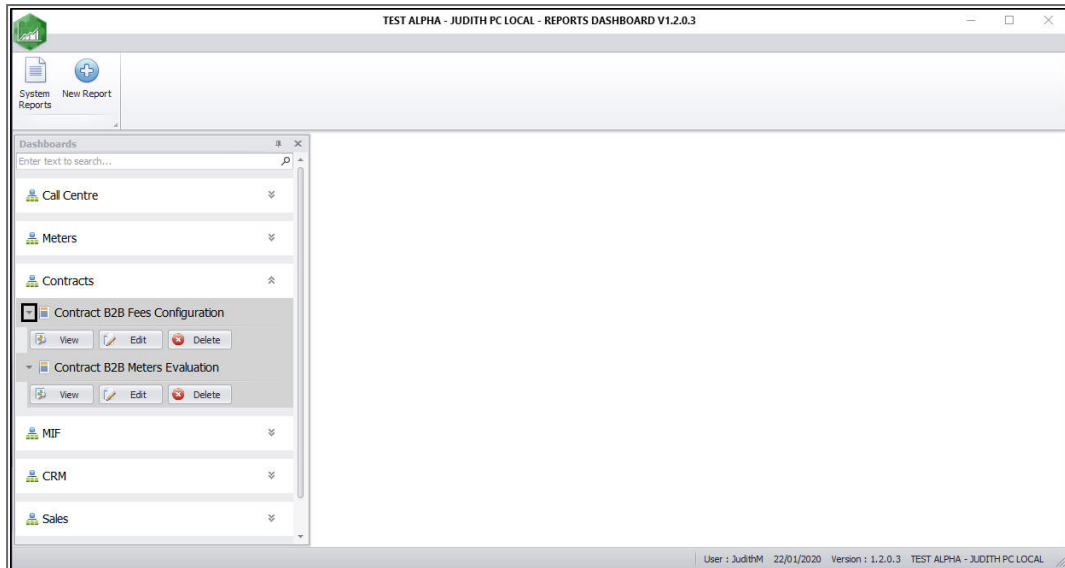 TEST ALPHA - JUDITH PC LOCAL - REPORTS DASHBOARD V1.2.0.3
System Reports
New Report
Dashboards
Enter text to search...
Call Centre
Meters
Contracts
Contract B2B Fees Configuration
View Edit Delete
Contract B2B Meters Evaluation
View Edit Delete
MIF
CRM
Sales
User : JudithM 22/01/2020 Version : 1.2.0.3 TEST ALPHA - JUDITH PC LOCAL